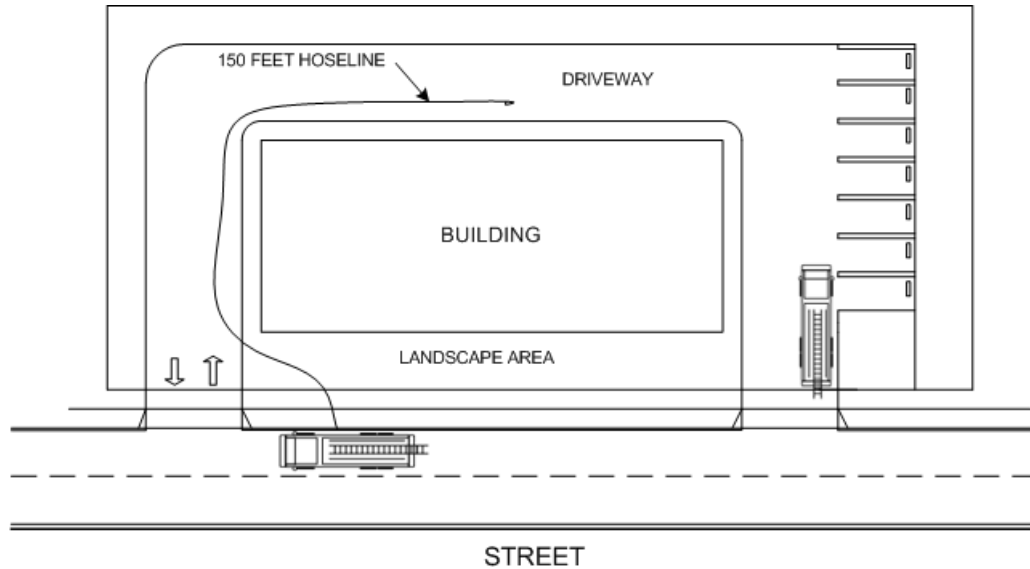 150 FEET HOSELINE
DRIVEWAY
BUILDING
LANDSCAPE AREA
STREET